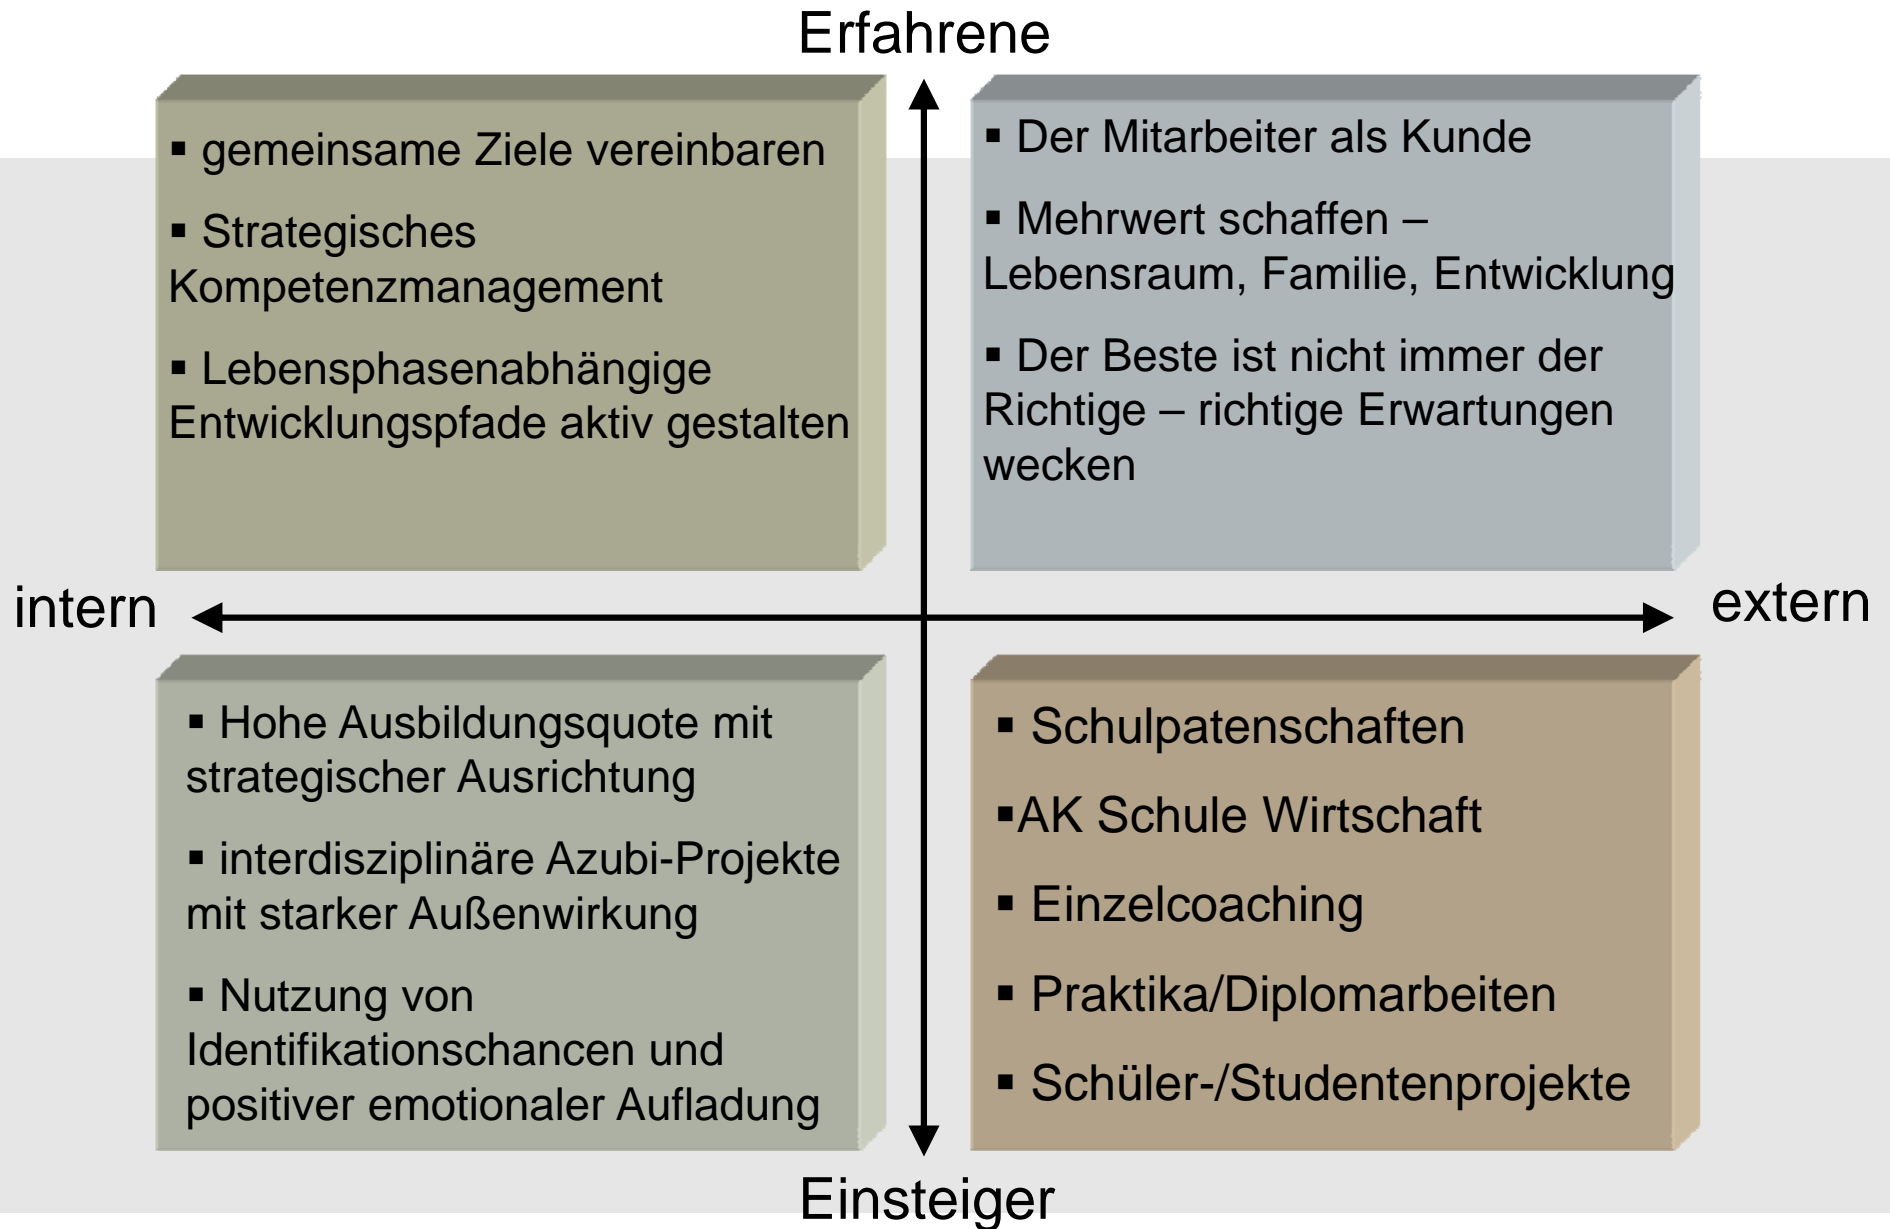 Erfahrene
▪ gemeinsame Ziele vereinbaren
▪ Strategisches
Kompetenzmanagement
▪ Lebensphasenabhängige
Entwicklungspfade aktiv gestalten
▪ Der Mitarbeiter als Kunde
▪ Mehrwert schaffen –
Lebensraum, Familie, Entwicklung
▪ Der Beste ist nicht immer der
Richtige – richtige Erwartungen
wecken
intern
extern
▪ Hohe Ausbildungsquote mit
strategischer Ausrichtung
▪ interdisziplinäre Azubi-Projekte
mit starker Außenwirkung
▪ Nutzung von
Identifikationschancen und
positiver emotionaler Aufladung
▪ Schulpatenschaften
▪AK Schule Wirtschaft
▪ Einzelcoaching
▪ Praktika/Diplomarbeiten
▪ Schüler-/Studentenprojekte
Einsteiger